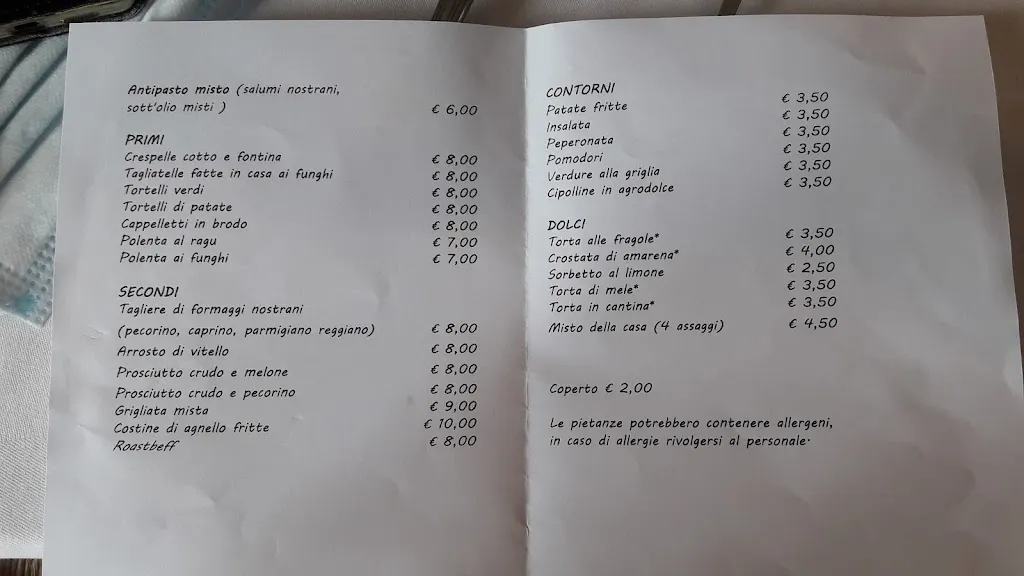 Antipasto misto (salumi nostrani,
sott'olio misti ) € 6,00
PRIMI
Crespelle cotto e fontina € 8,00
Tagliatelle fatte in casa ai funghi € 8,00
Tortelli verdi € 8,00
Tortelli di patate € 8,00
Cappelletti in brodo € 8,00
Polenta al ragu € 7,00
Polenta ai funghi € 7,00
SECONDI
Tagliere di formaggi nostrani
(pecorino, caprino, parmigiano reggiano) € 8,00
Arrosto di vitello € 8,00
Prosciutto crudo e melone € 8,00
Prosciutto crudo e pecorino € 8,00
Grigliata mista € 9,00
Costine di agnello fritte € 10,00
Roastbeff € 8,00
CONTORNI
Patate fritte € 3,50
Insalata € 3,50
Peperonata € 3,50
Pomodori € 3,50
Verdure alla griglia € 3,50
Cipolline in agrodolce € 3,50
DOLCI
Torta alle fragole* € 3,50
Crostata di amarena* € 4,00
Sorbetto al limone € 2,50
Torta di mele* € 3,50
Torta in cantina* € 3,50
Misto della casa (4 assaggi) € 4,50
Coperto € 2,00
Le pietanze potrebbero contenere allergeni,
in caso di allergie rivolgersi al personale.